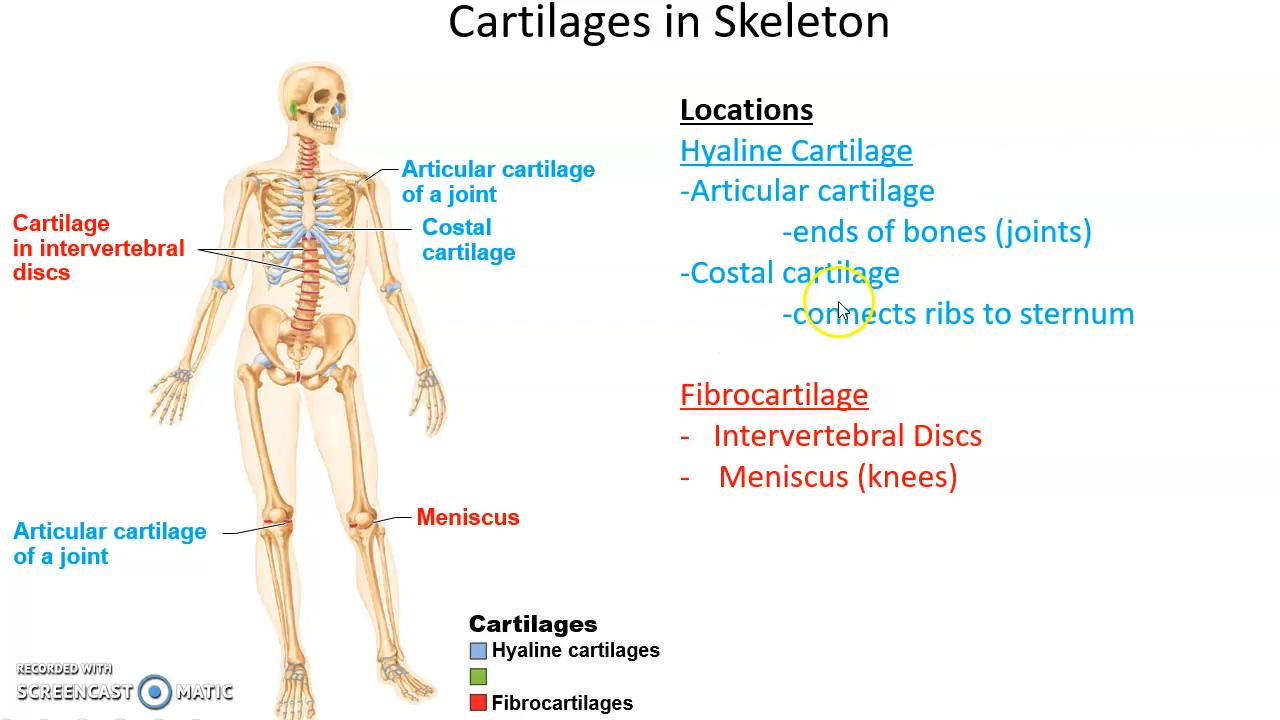 Cartilages in Skeleton
Articular cartilage
of a joint
Costal
cartilage
Cartilage
in intervertebral
discs
Articular cartilage
of a joint
Meniscus
Cartilages
Hyaline cartilages
Fibrocartilages
Locations
Hyaline Cartilage
-Articular cartilage
-ends of bones (joints)
-Costal cartilage
-connects ribs to sternum
Fibrocartilage
- Intervertebral Discs
- Meniscus (knees)
RECORDED WITH
SCREENCAST MATIC